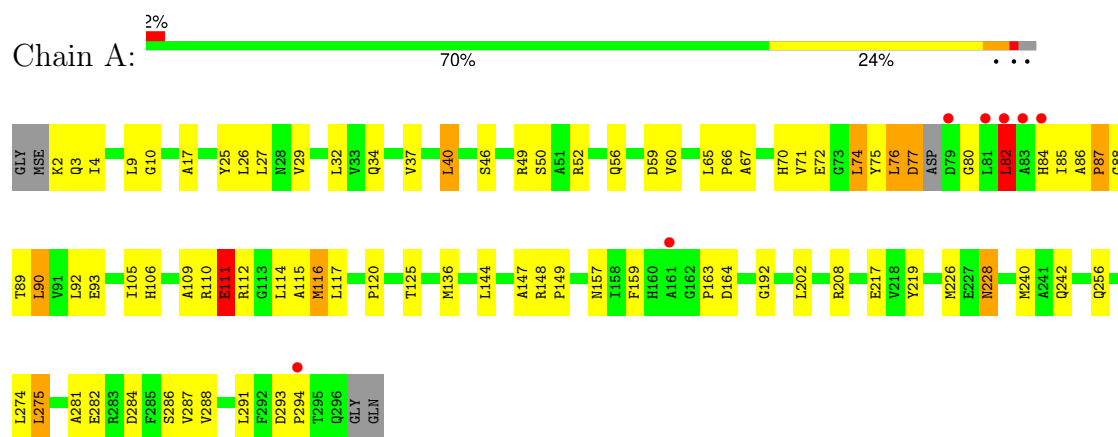 2%
Chain A:
70% 24% • • •
GLY MSE K2 Q3 I4 L9 G10 A17 Y25 L26 L27 N28 V29 L32 V33 Q34 V37 L40 S46 R49 S50 A51 R52 Q56 D59 V60 L65 P66 A67 H70 V71 E72 G73 L74 Y75 L76 D77 ASP D79 G80 L81 L82 A83 H84 I85 A86 P87 G88
T89 L90 V91 L92 E93 I105 H106 A109 R110 E111 R112 G113 L114 A115 M116 L117 P120 T125 M136 L144 A147 R148 P149 N157 I158 F159 H160 A161 G162 P163 D164 G192 L202 R208 E217 V218 Y219 M226 E227 N228 M240 A241 Q242 Q256
L274 L275 A281 E282 R283 D284 F285 S286 V287 V288 L291 F292 D293 P294 T295 Q296 GLY GLN